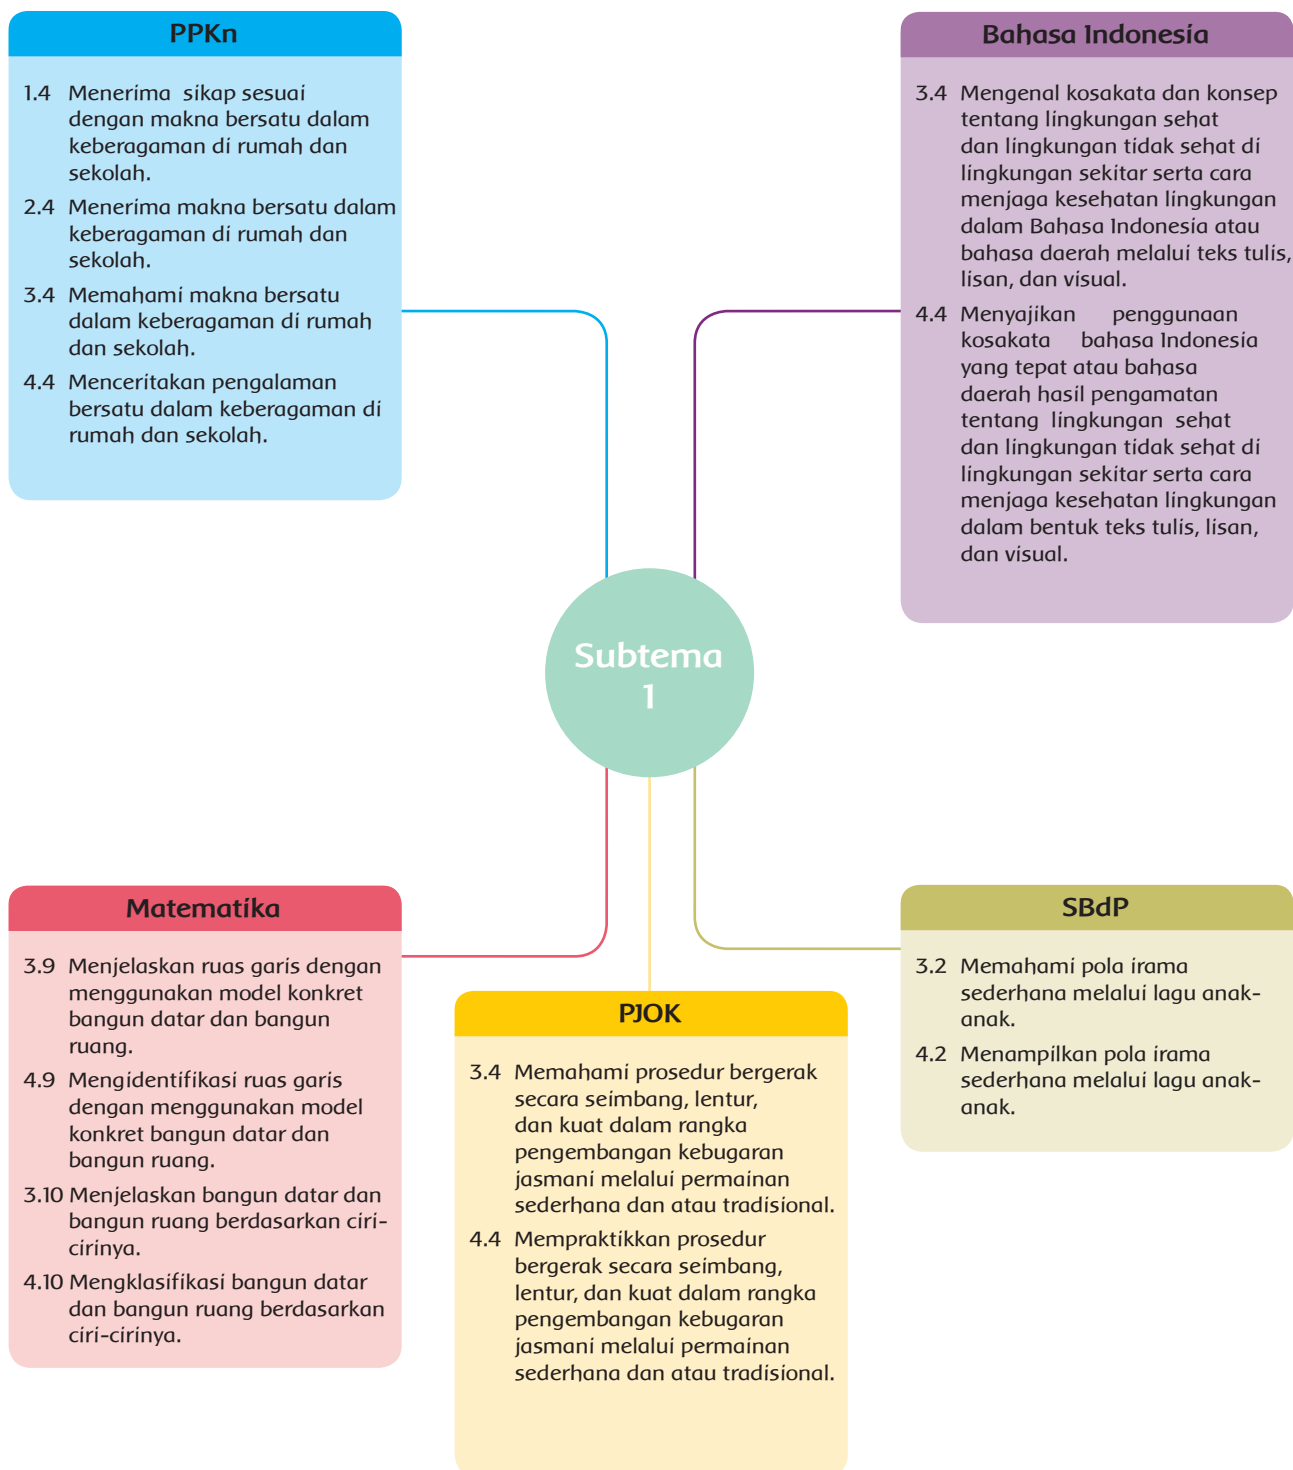 PPKn
1.4 Menerima sikap sesuai
dengan makna bersatu dalam
keberagaman di rumah dan
sekolah.
2.4 Menerima makna bersatu dalam
keberagaman di rumah dan
sekolah.
3.4 Memahami makna bersatu
dalam keberagaman di rumah
dan sekolah.
4.4 Menceritakan pengalaman
bersatu dalam keberagaman di
rumah dan sekolah.
Bahasa Indonesia
3.4 Mengenal kosakata dan konsep
tentang lingkungan sehat
dan lingkungan tidak sehat di
lingkungan sekitar serta cara
menjaga kesehatan lingkungan
dalam Bahasa Indonesia atau
bahasa daerah melalui teks tulis,
lisan, dan visual.
4.4 Menyajikan penggunaan
kosakata bahasa Indonesia
yang tepat atau bahasa
daerah hasil pengamatan
tentang lingkungan sehat
dan lingkungan tidak sehat di
lingkungan sekitar serta cara
menjaga kesehatan lingkungan
dalam bentuk teks tulis, lisan,
dan visual.
Subtema
1
Matematika
3.9 Menjelaskan ruas garis dengan
menggunakan model konkret
bangun datar dan bangun
ruang.
4.9 Mengidentifikasi ruas garis
dengan menggunakan model
konkret bangun datar dan
bangun ruang.
3.10 Menjelaskan bangun datar dan
bangun ruang berdasarkan ciri-
cirinya.
4.10 Mengklasifikasi bangun datar
dan bangun ruang berdasarkan
ciri-cirinya.
PJOK
3.4 Memahami prosedur bergerak
secara seimbang, lentur,
dan kuat dalam rangka
pengembangan kebugaran
jasmani melalui permainan
sederhana dan atau tradisional.
4.4 Mempraktikkan prosedur
bergerak secara seimbang,
lentur, dan kuat dalam rangka
pengembangan kebugaran
jasmani melalui permainan
sederhana dan atau tradisional.
SBdP
3.2 Memahami pola irama
sederhana melalui lagu anak-
anak.
4.2 Menampilkan pola irama
sederhana melalui lagu anak-
anak.